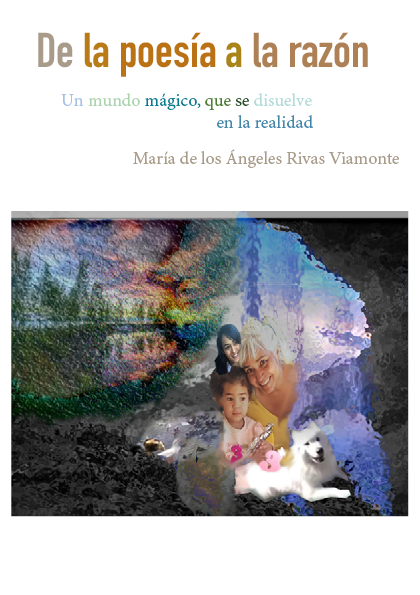 De la poesía a la razón
Un mundo mágico, que se disuelve
en la realidad
María de los Ángeles Rivas Viamonte